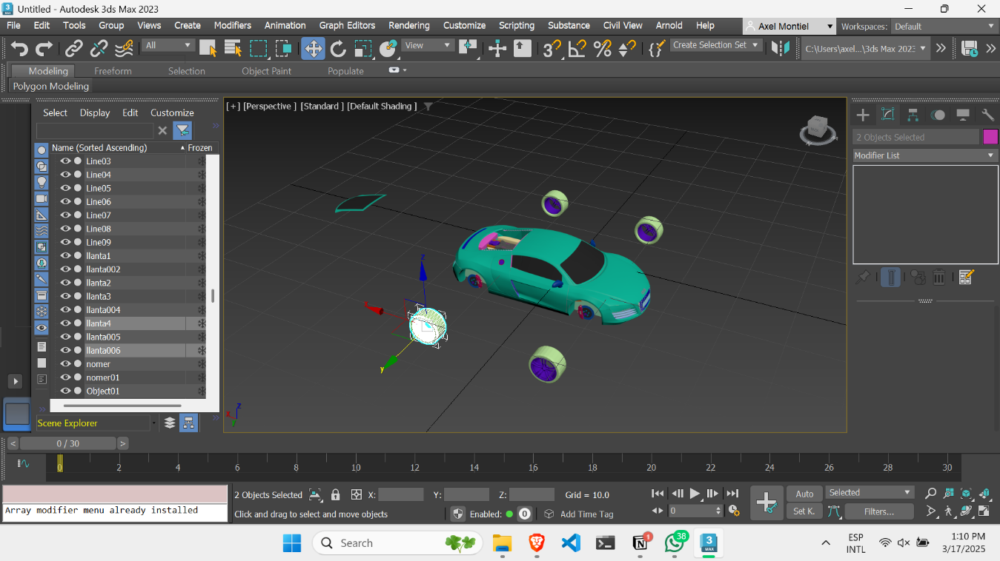 Untitled - Autodesk 3ds Max 2023
File Edit Tools Group Views Create Modifiers Animation Graph Editors Rendering Customize Scripting Substance Civil View Arnold Help Axel Montiel Workspaces: Default
All View Create Selection Set C:\Users\axel...\3ds Max 2023
Modeling Freeform Selection Object Paint Populate
Polygon Modeling
Select Display Edit Customize
[+] [Perspective ] [Standard ] [Default Shading ]
Name (Sorted Ascending) Frozen
2 Objects Selected
Modifier List
Line03
Line04
Line05
Line06
Line07
Line08
Line09
llanta1
llanta002
llanta2
llanta3
llanta004
llanta4
llanta005
llanta006
nomer
nomer01
Object01
z
x
y
z
x
y
Scene Explorer
0 / 30
0 2 4 6 8 10 12 14 16 18 20 22 24 26 28 30
2 Objects Selected X: Y: Z: Grid = 10.0 Auto Selected
Array modifier menu already installed
Click and drag to select and move objects Enabled: 0 Add Time Tag 0 Set K. Filters...
Search 1 38 3 MAX ESP INTL 1:10 PM 3/17/2025